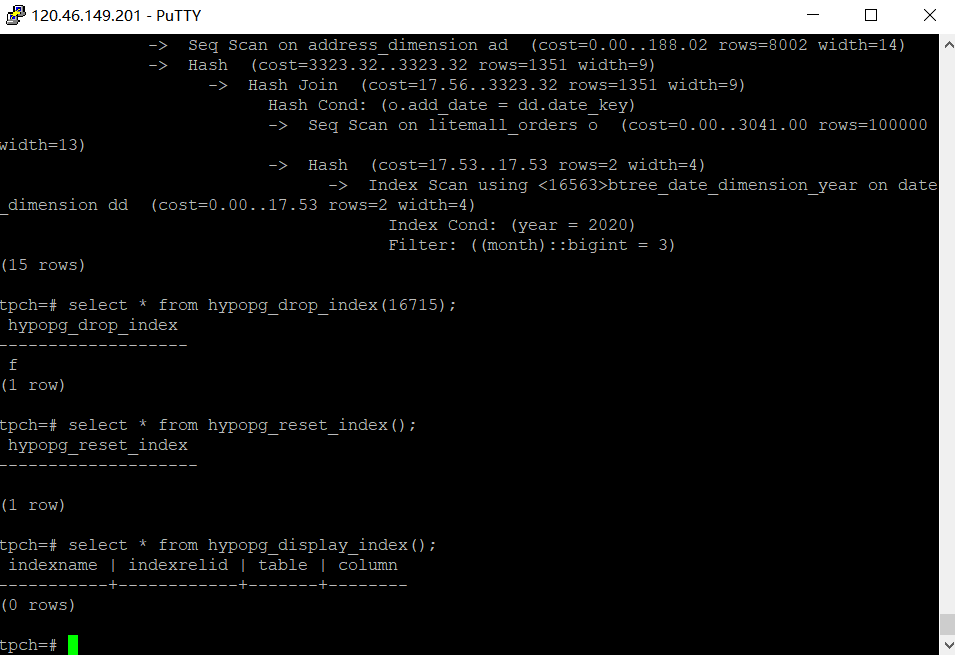 120.46.149.201 - PuTTY
-> Seq Scan on address_dimension ad (cost=0.00..188.02 rows=8002 width=14)
-> Hash (cost=3323.32..3323.32 rows=1351 width=9)
-> Hash Join (cost=17.56..3323.32 rows=1351 width=9)
Hash Cond: (o.add_date = dd.date_key)
-> Seq Scan on litemall_orders o (cost=0.00..3041.00 rows=100000
width=13)
-> Hash (cost=17.53..17.53 rows=2 width=4)
-> Index Scan using <16563>btree_date_dimension_year on date
_dimension dd (cost=0.00..17.53 rows=2 width=4)
Index Cond: (year = 2020)
Filter: ((month)::bigint = 3)
(15 rows)
tpch=# select * from hypopg_drop_index(16715);
hypopg_drop_index
-------------------
f
(1 row)
tpch=# select * from hypopg_reset_index();
hypopg_reset_index
--------------------
(1 row)
tpch=# select * from hypopg_display_index();
indexname | indexrelid | table | column
-----------+------------+-------+--------
(0 rows)
tpch=#